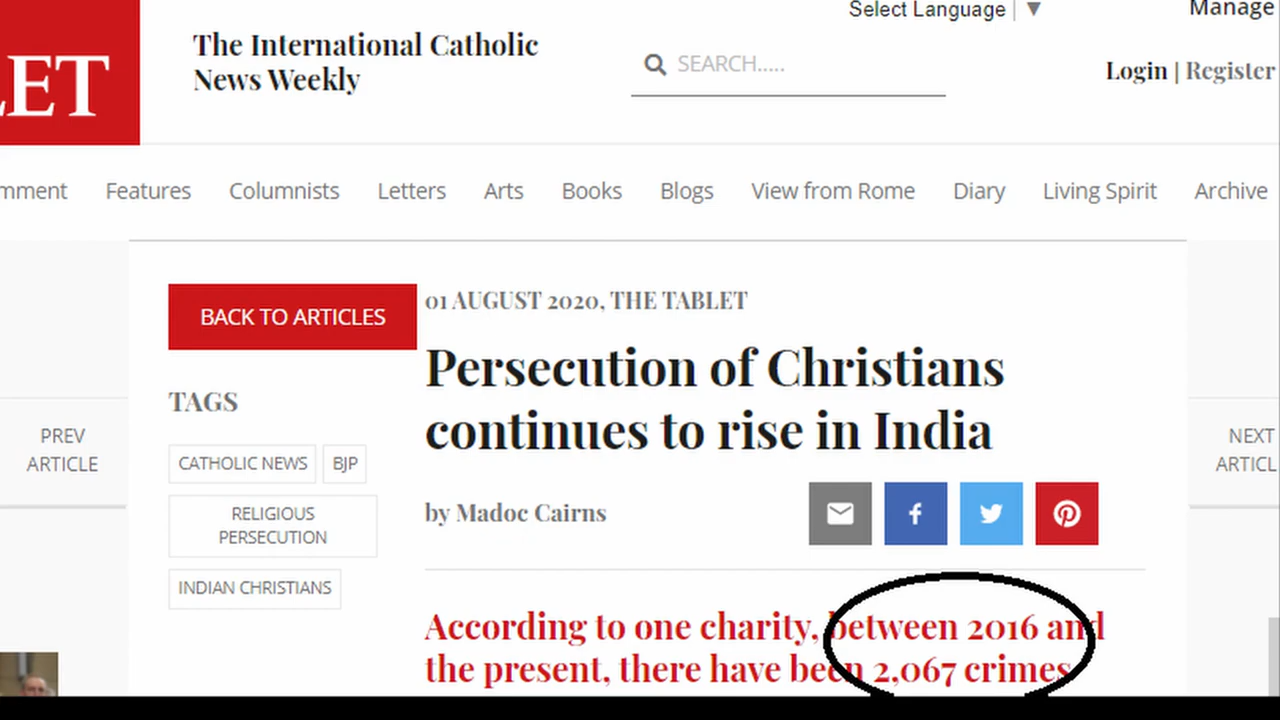 Select Language | ▼
Manage
LET
The International Catholic
News Weekly
SEARCH.....
Login | Register
mment Features Columnists Letters Arts Books Blogs View from Rome Diary Living Spirit Archive
BACK TO ARTICLES
01 AUGUST 2020, THE TABLET
Persecution of Christians
continues to rise in India
TAGS
CATHOLIC NEWS
BJP
RELIGIOUS
PERSECUTION
INDIAN CHRISTIANS
PREV
ARTICLE
NEXT
ARTICL
by Madoc Cairns
According to one charity, between 2016 and
the present, there have been 2,067 crimes